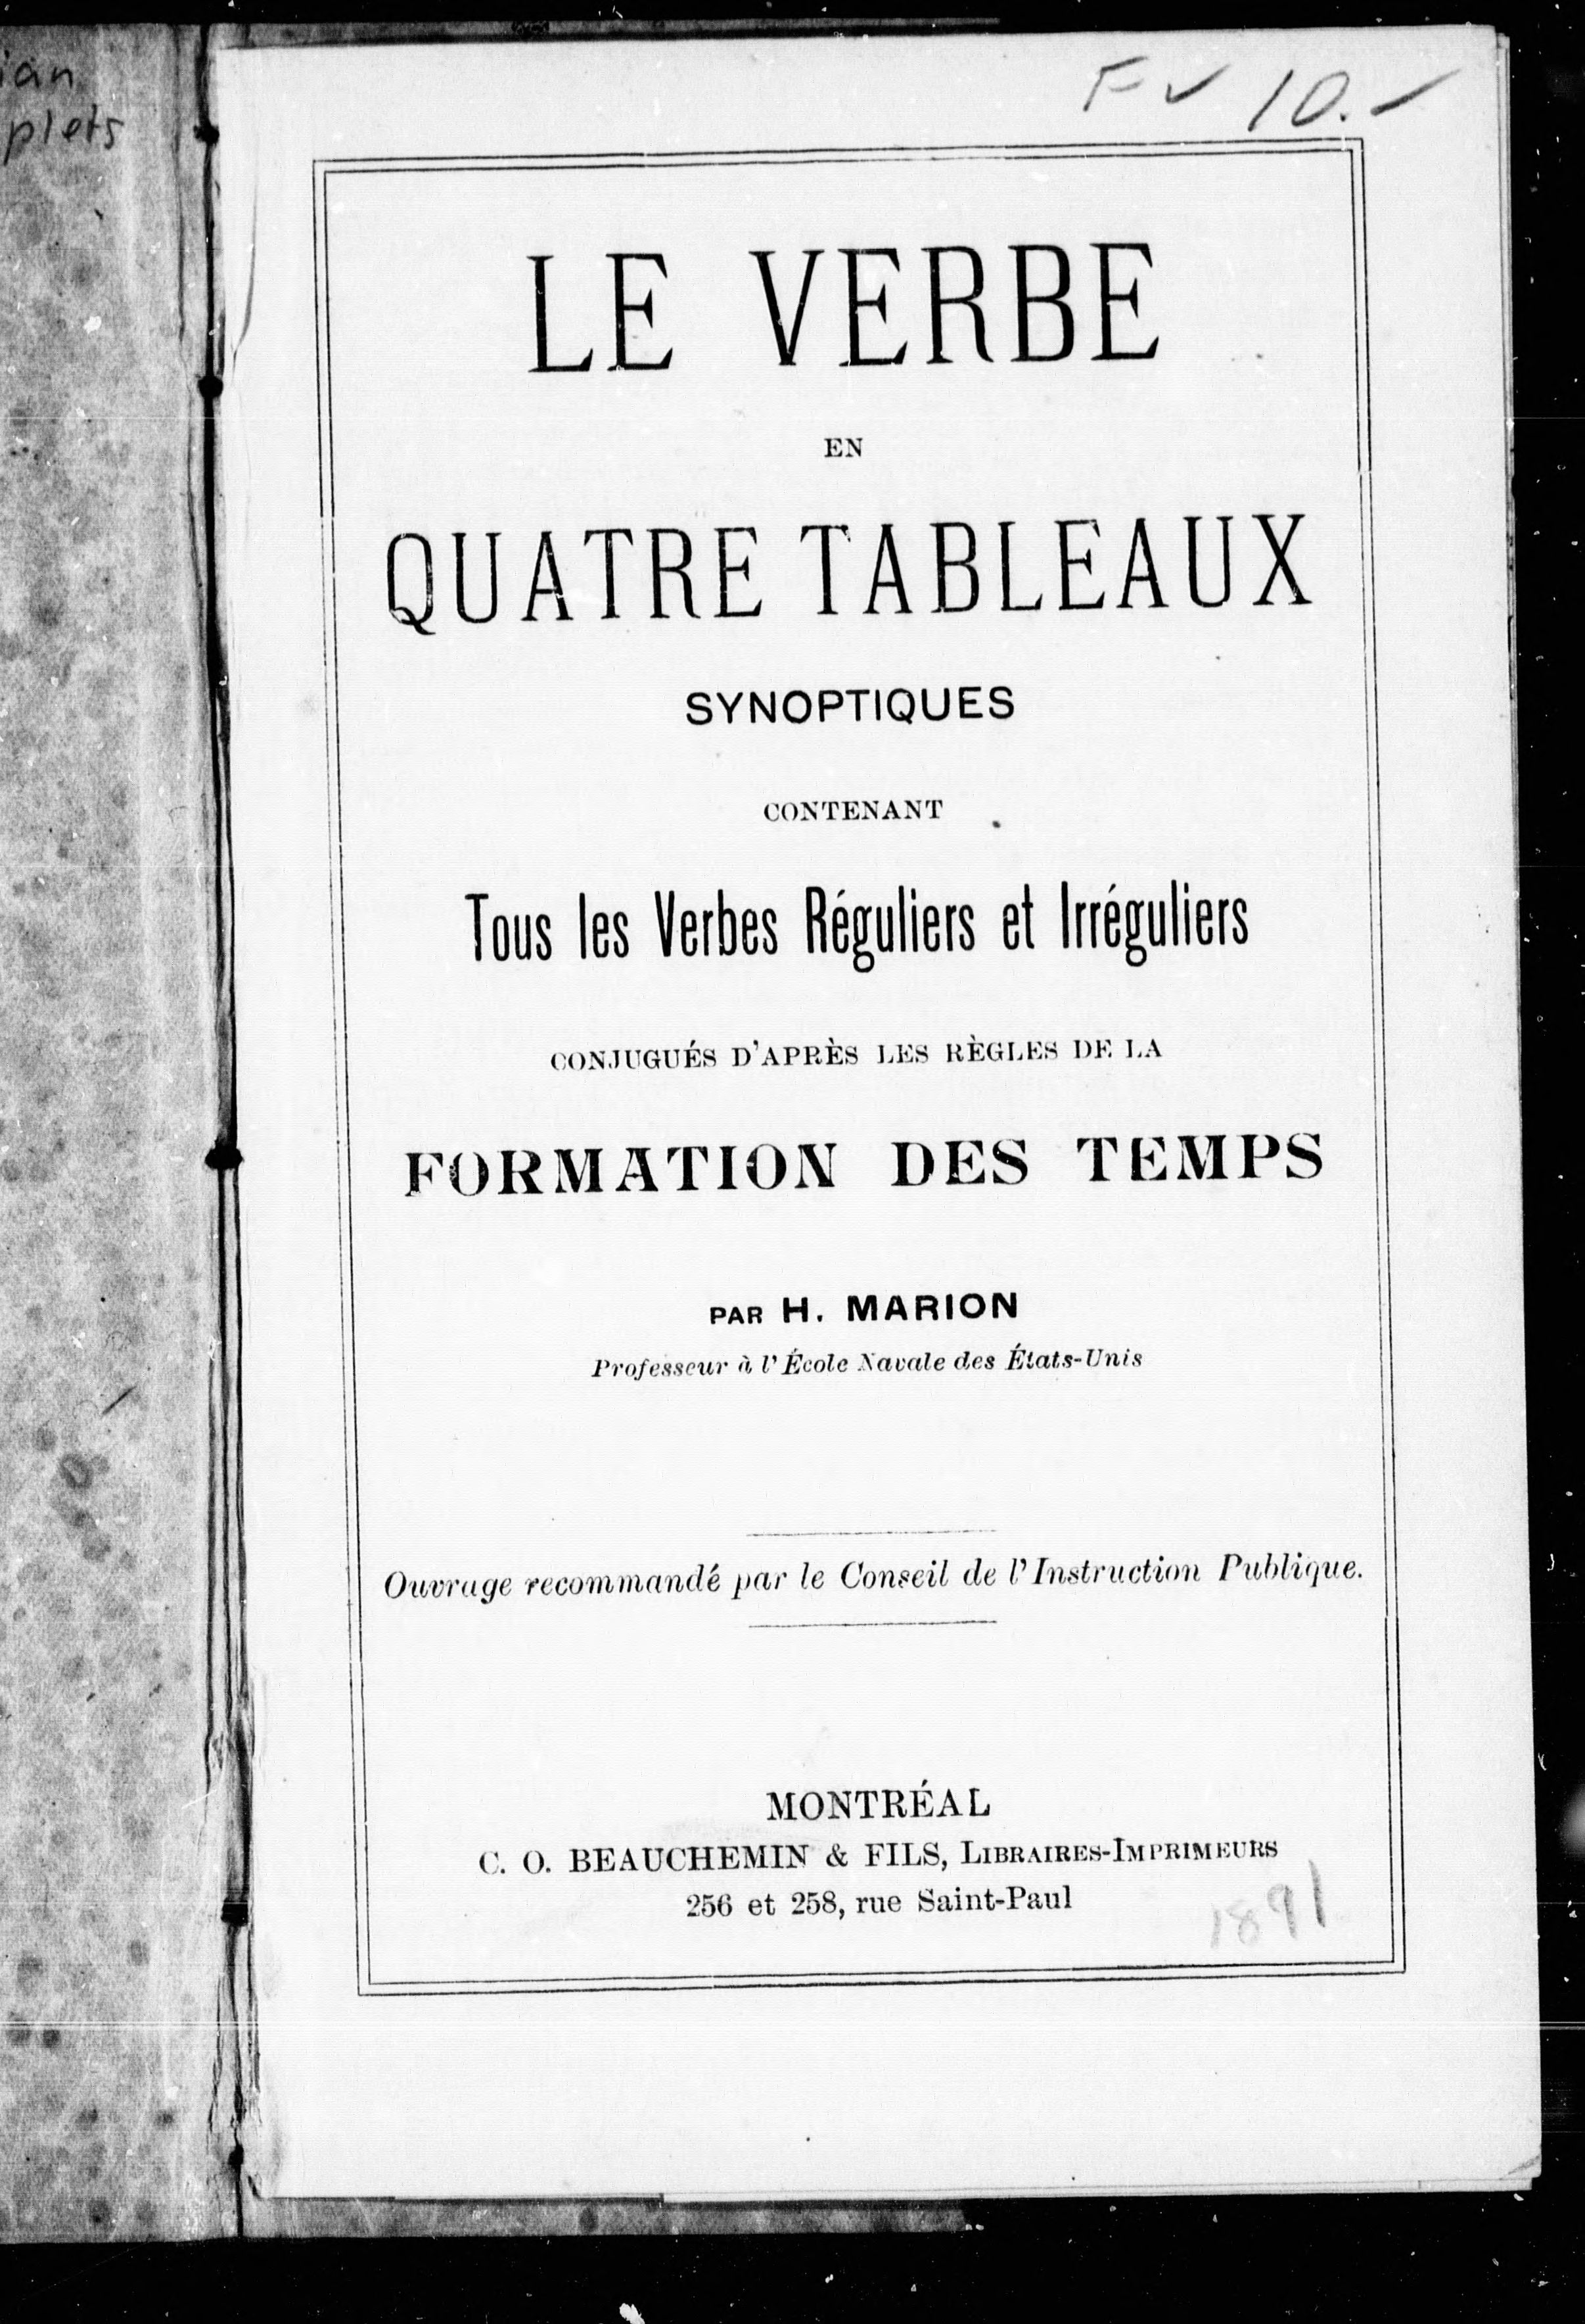 ian
plets
F ✓ 10. ✓
LE VERBE
EN
QUATRE TABLEAUX
SYNOPTIQUES
CONTENANT
Tous les Verbes Réguliers et Irréguliers
CONJUGUÉS D'APRÈS LES RÈGLES DE LA
FORMATION DES TEMPS
PAR H. MARION
Professeur à l'École Navale des États-Unis
Ouvrage recommandé par le Conseil de l'Instruction Publique.
MONTRÉAL
C. O. BEAUCHEMIN & FILS, LIBRAIRES-IMPRIMEURS
256 et 258, rue Saint-Paul
1891